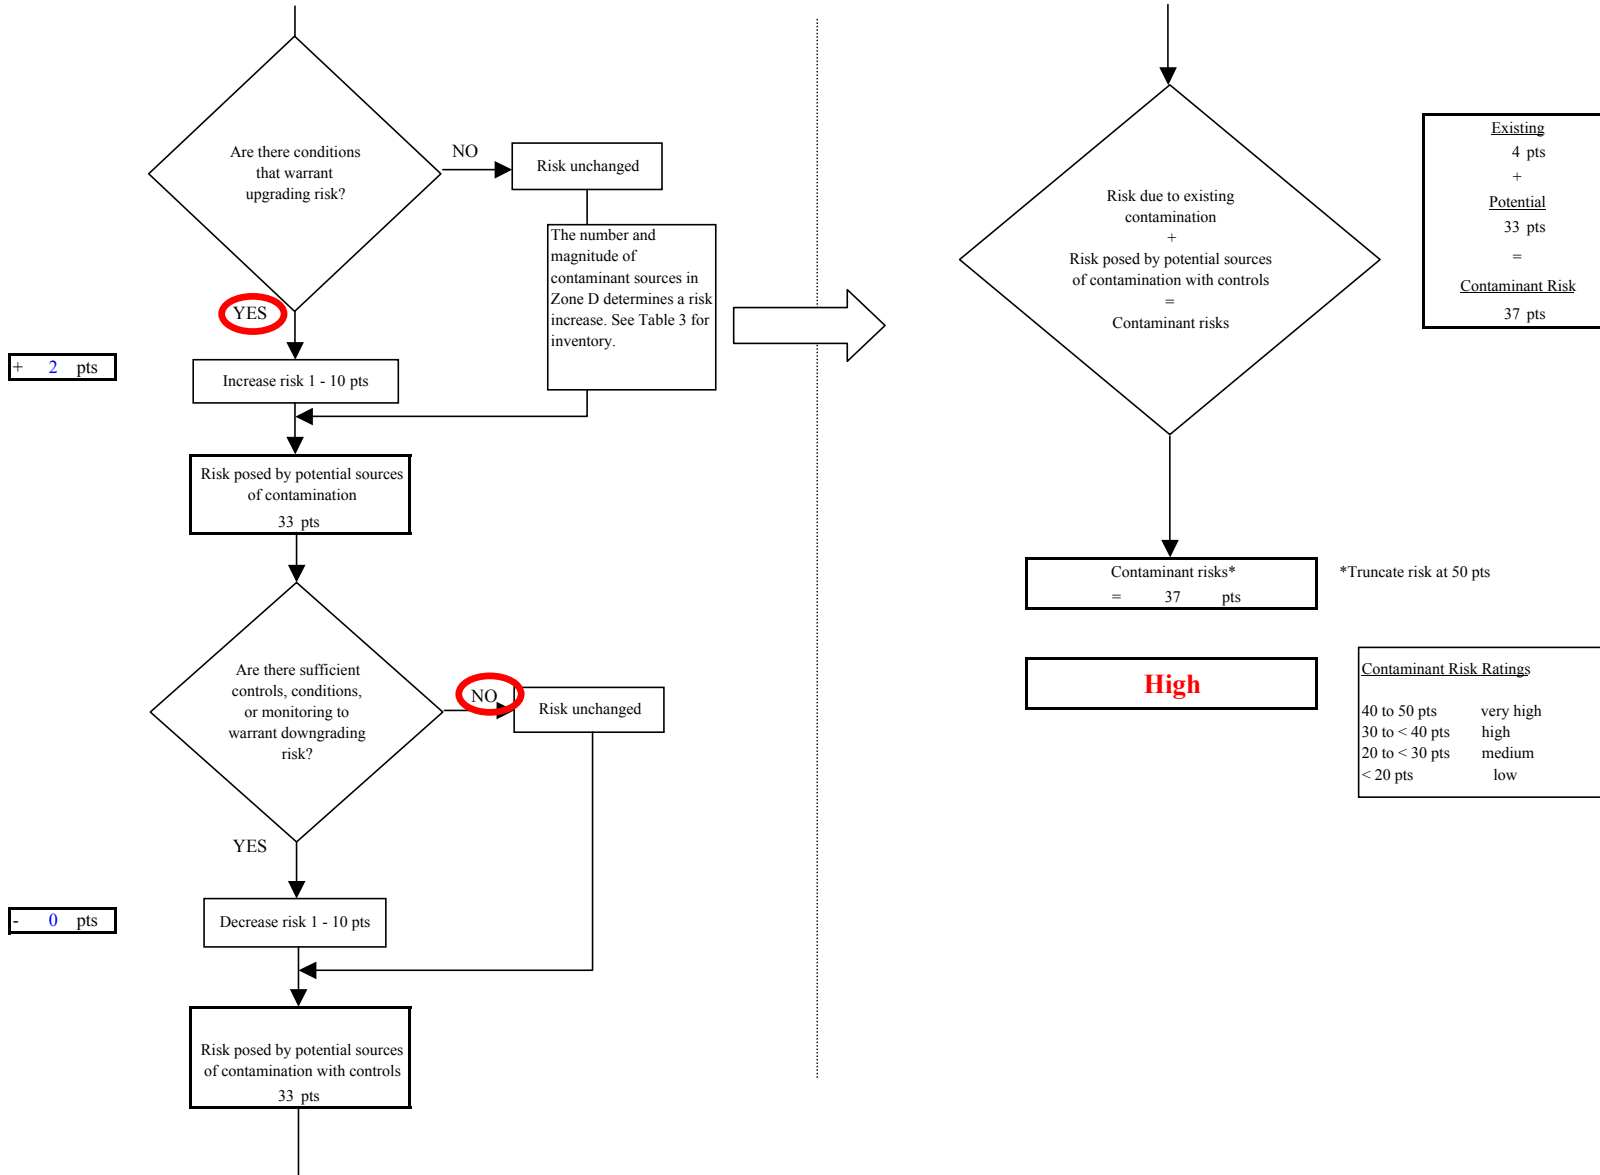 Are there conditions
that warrant
upgrading risk?
NO
Risk unchanged
The number and
magnitude of
contaminant sources in
Zone D determines a risk
increase. See Table 3 for
inventory.
YES
+ 2 pts
Increase risk 1 - 10 pts
Risk posed by potential sources
of contamination
33 pts
Are there sufficient
controls, conditions,
or monitoring to
warrant downgrading
risk?
NO
Risk unchanged
YES
- 0 pts
Decrease risk 1 - 10 pts
Risk posed by potential sources
of contamination with controls
33 pts
Risk due to existing
contamination
+
Risk posed by potential sources
of contamination with controls
=
Contaminant risks
Existing
4 pts
+
Potential
33 pts
=
Contaminant Risk
37 pts
Contaminant risks*
= 37 pts
*Truncate risk at 50 pts
High
Contaminant Risk Ratings
40 to 50 pts very high
30 to < 40 pts high
20 to < 30 pts medium
< 20 pts low